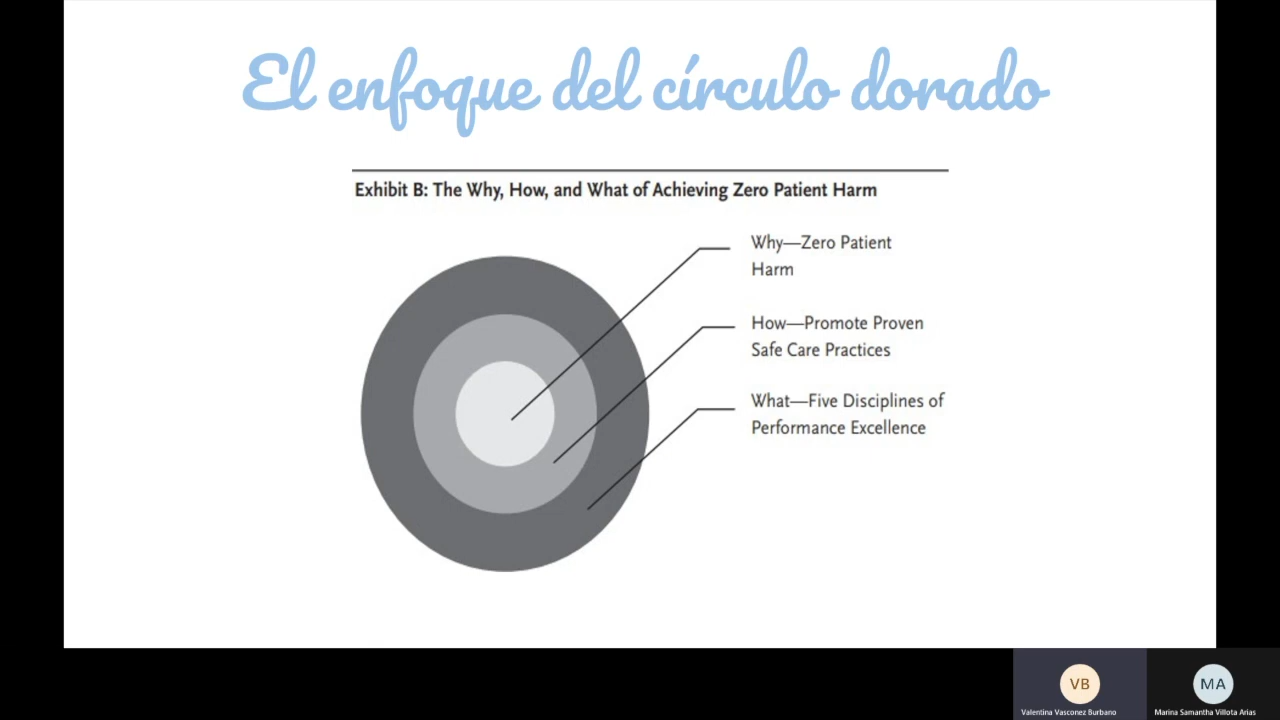 El enfoque del círculo dorado
Exhibit B: The Why, How, and What of Achieving Zero Patient Harm
Why—Zero Patient
Harm
How—Promote Proven
Safe Care Practices
What—Five Disciplines of
Performance Excellence
VB
MA
Valentina Vasconez Burbano
Marina Samantha Villota Arias